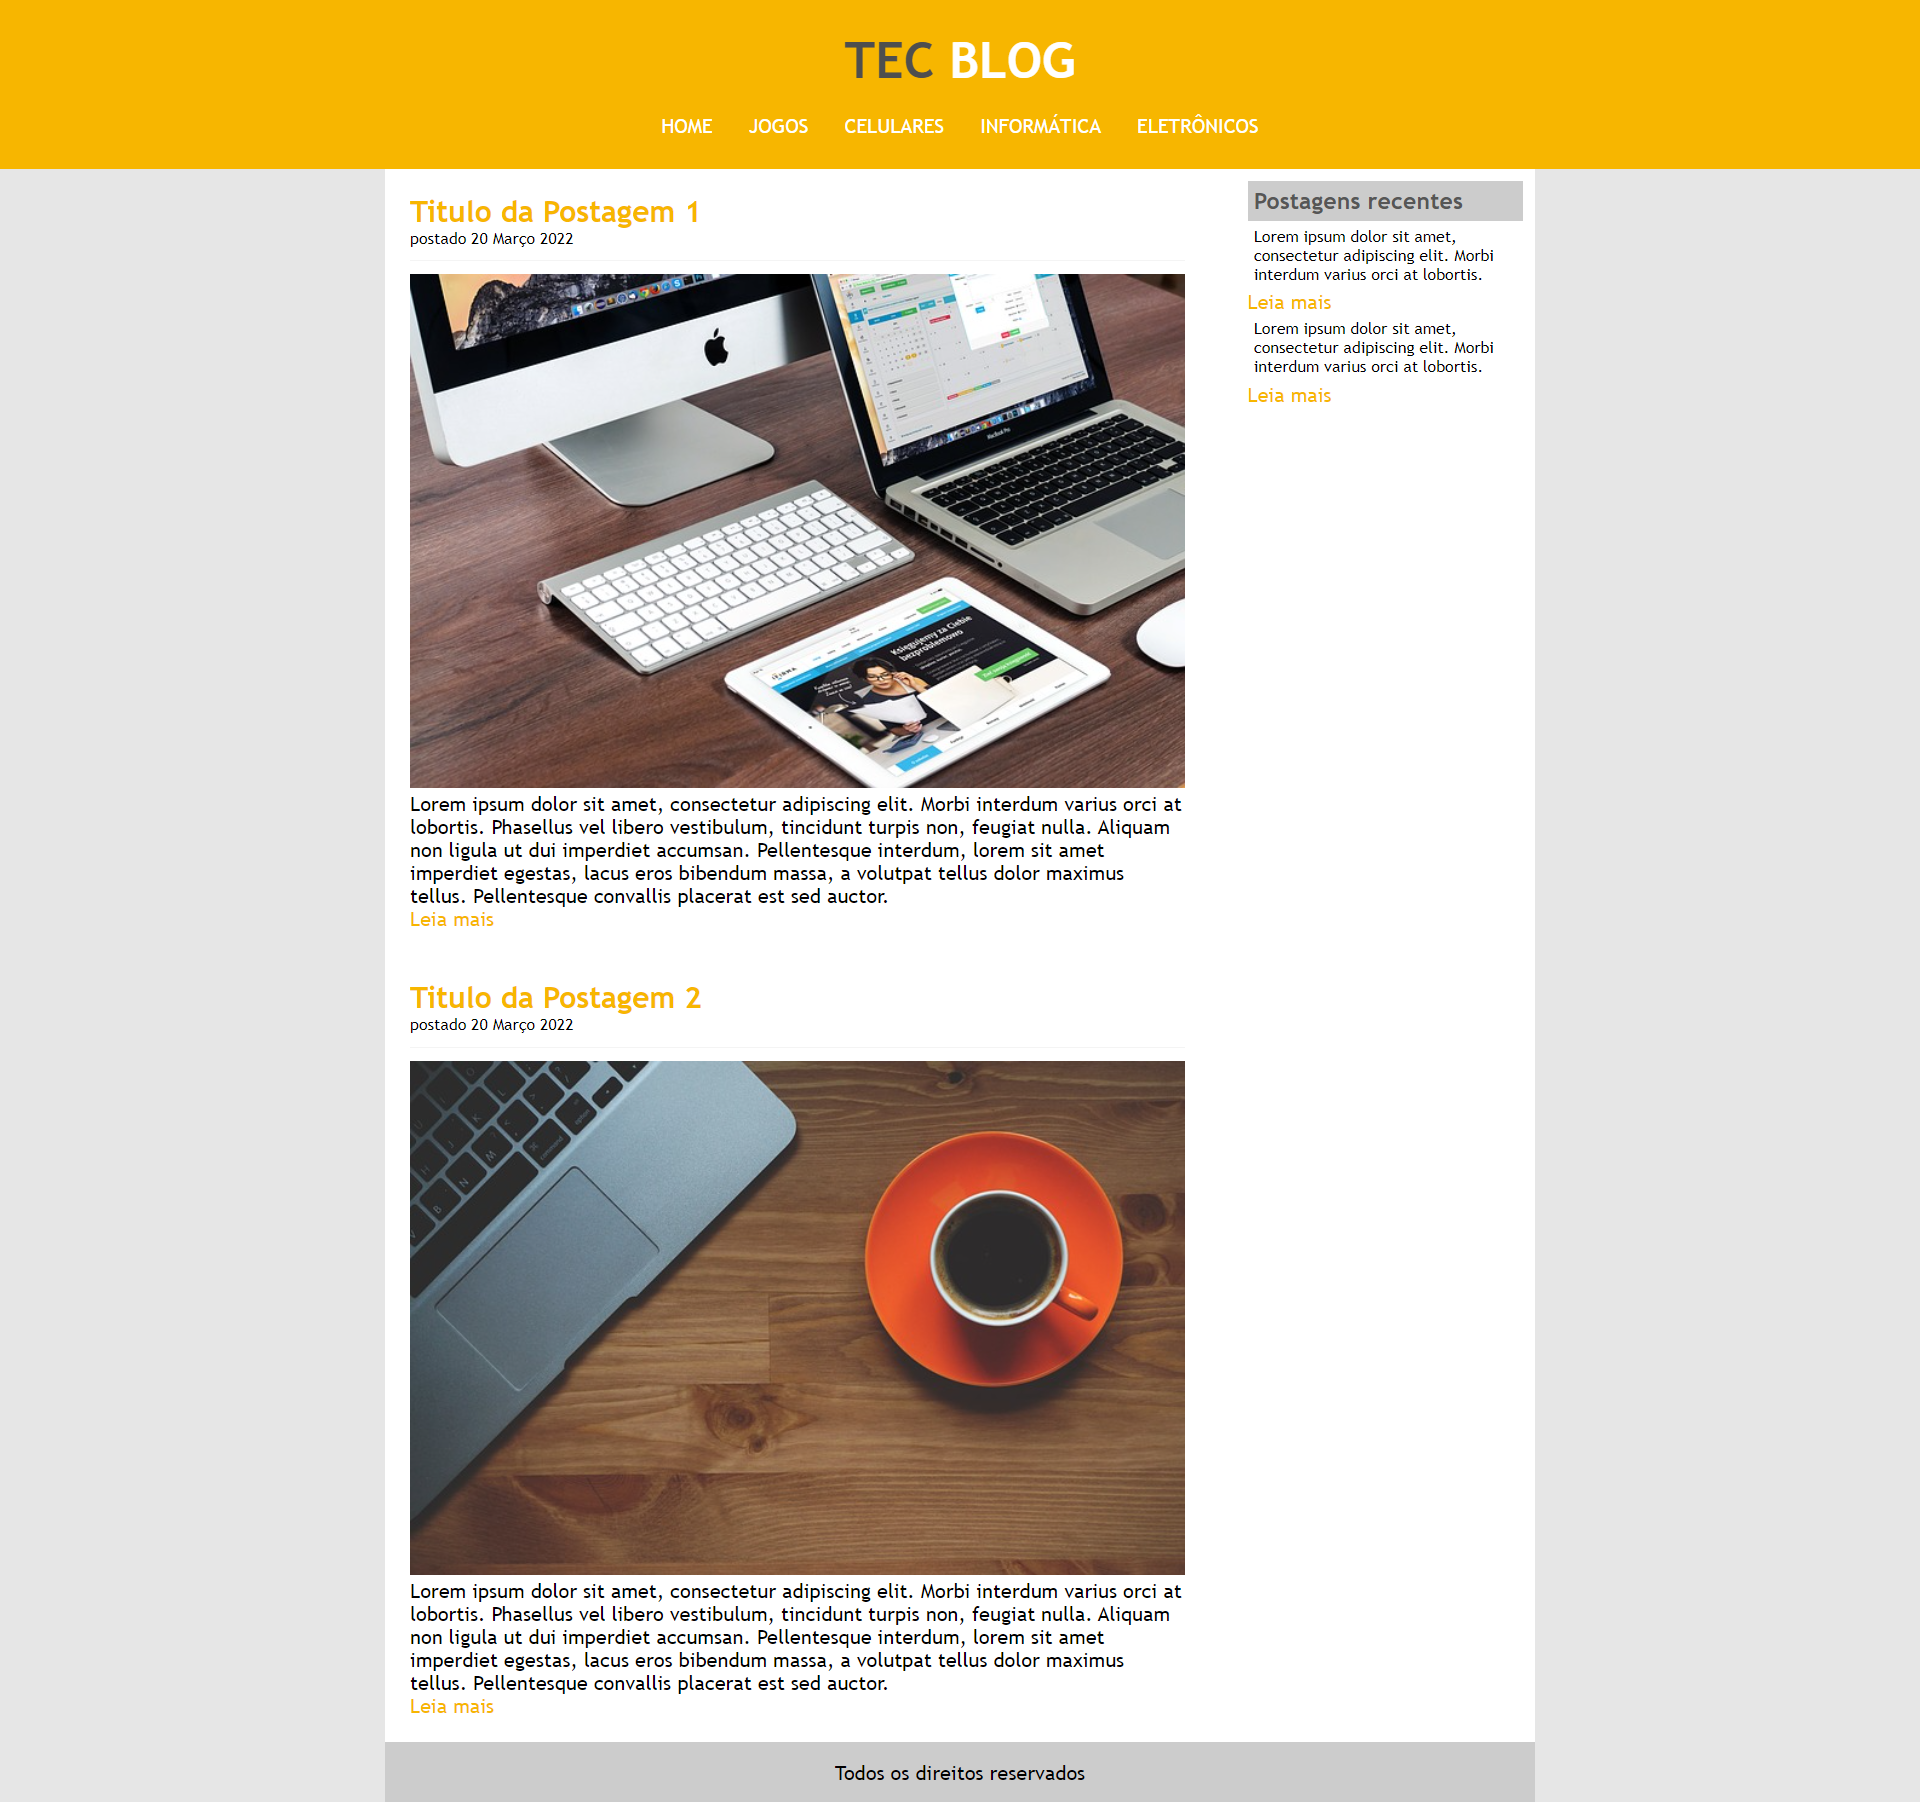 TEC BLOG
HOME JOGOS CELULARES INFORMÁTICA ELETRÔNICOS
Titulo da Postagem 1
postado 20 Março 2022
MacBook Pro
Księgujemy za Ciebie
bezproblemowo
Lorem ipsum dolor sit amet, consectetur adipiscing elit. Morbi interdum varius orci at
lobortis. Phasellus vel libero vestibulum, tincidunt turpis non, feugiat nulla. Aliquam
non ligula ut dui imperdiet accumsan. Pellentesque interdum, lorem sit amet
imperdiet egestas, lacus eros bibendum massa, a volutpat tellus dolor maximus
tellus. Pellentesque convallis placerat est sed auctor.
Leia mais
Titulo da Postagem 2
postado 20 Março 2022
command
option
Lorem ipsum dolor sit amet, consectetur adipiscing elit. Morbi interdum varius orci at
lobortis. Phasellus vel libero vestibulum, tincidunt turpis non, feugiat nulla. Aliquam
non ligula ut dui imperdiet accumsan. Pellentesque interdum, lorem sit amet
imperdiet egestas, lacus eros bibendum massa, a volutpat tellus dolor maximus
tellus. Pellentesque convallis placerat est sed auctor.
Leia mais
Postagens recentes
Lorem ipsum dolor sit amet,
consectetur adipiscing elit. Morbi
interdum varius orci at lobortis.
Leia mais
Lorem ipsum dolor sit amet,
consectetur adipiscing elit. Morbi
interdum varius orci at lobortis.
Leia mais
Todos os direitos reservados